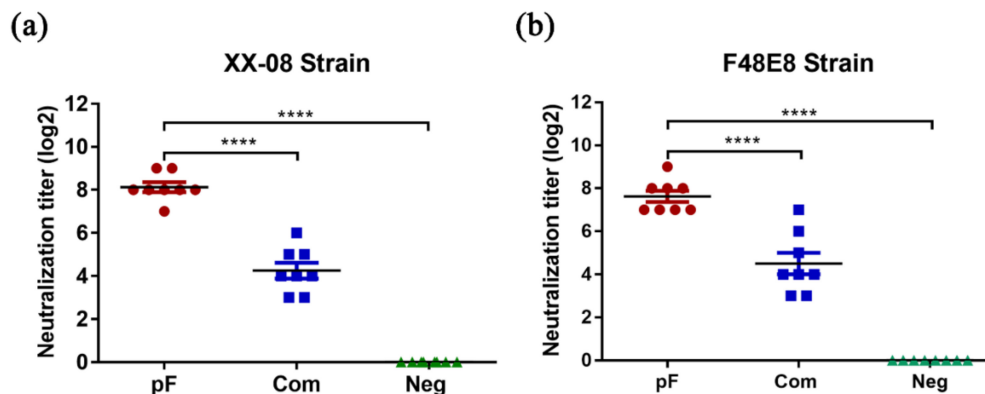 (a)
XX-08 Strain
Neutralization titer (log2)
12
10
8
6
4
2
0
****
****
pF Com Neg
(b)
F48E8 Strain
Neutralization titer (log2)
12
10
8
6
4
2
0
****
****
pF Com Neg